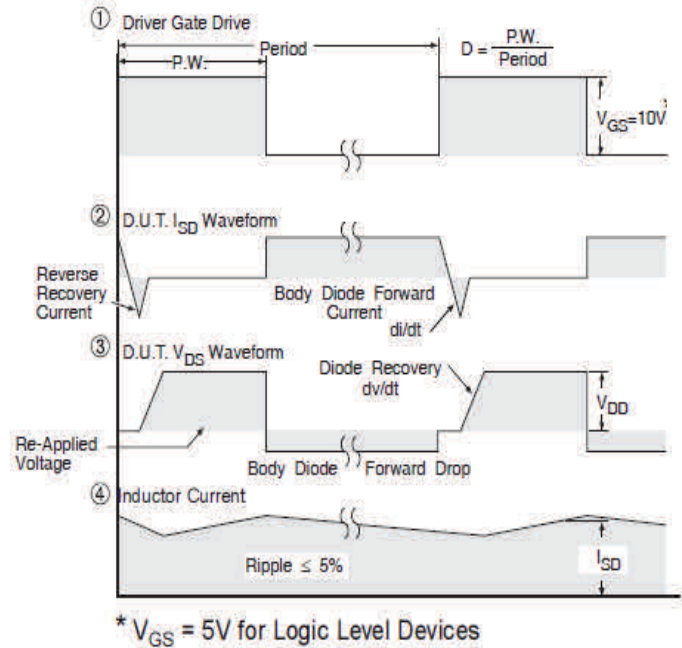 ① Driver Gate Drive
Period
P.W.
D = P.W. / Period
V_GS=10V *
② D.U.T. I_SD Waveform
Reverse
Recovery
Current
Body Diode Forward
Current
di/dt
③ D.U.T. V_DS Waveform
Diode Recovery
dv/dt
V_DD
Re-Applied
Voltage
Body Diode Forward Drop
④ Inductor Current
Ripple ≤ 5%
I_SD
* V_GS = 5V for Logic Level Devices